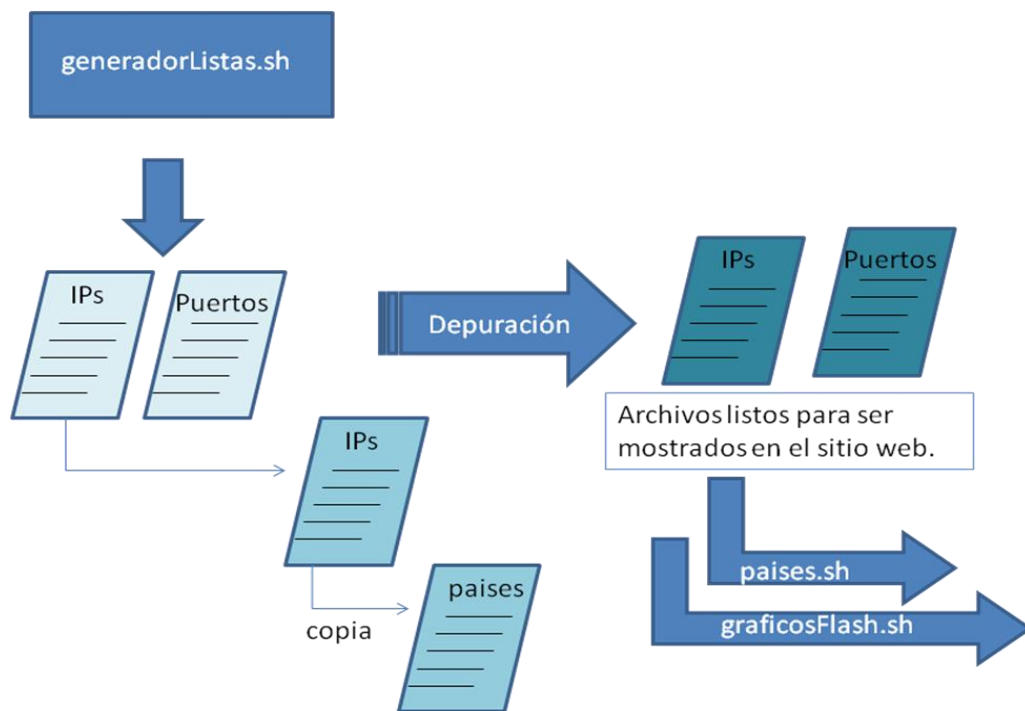 generadorListas.sh
IPs
Puertos
Depuración
IPs
Puertos
Archivos listos para ser
mostrados en el sitio web.
IPs
copia
paises
paises.sh
graficosFlash.sh